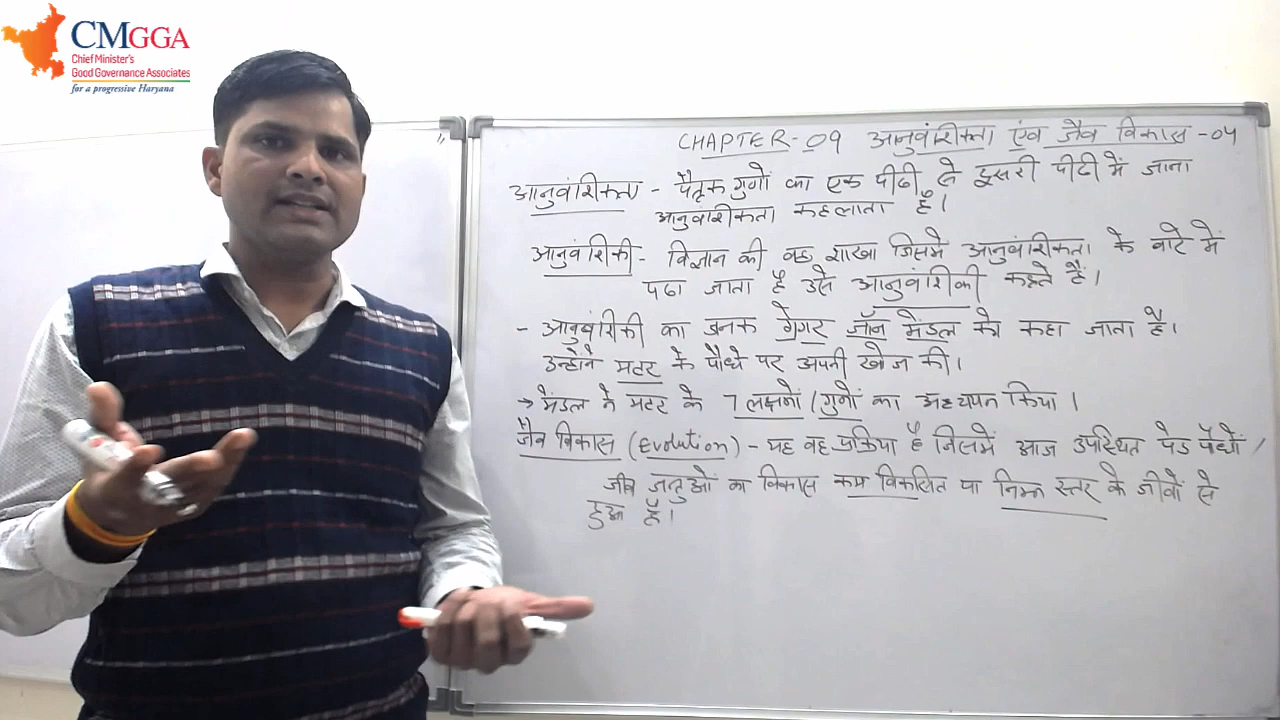 CMGGA
Chief Minister's
Good Governance Associates
for a progressive Haryana
CHAPTER-09 आनुवंशिकता एंव जैव विकास -04
आनुवांशिकता - पैतृक गुणों का एक पीढी से दूसरी पीढी में जाना
आनुवांशिकता कहलाता है।
आनुवांशिकी - विज्ञान की वह शाखा जिसमे आनुवांशिकता के बारे में
पढा जाता है उसे आनुवांशिकी कहते हैं।
- आनुवांशिकी का जनक ग्रेगर जॉन मेंडल को कहा जाता है।
उन्होंने मटर के पौधे पर अपनी खोज की।
→ मेंडल ने मटर के 7 लक्षनों/गुनों का अध्ययन किया।
जैव विकास (Evolution) - यह वह प्रक्रिया है जिसमें आज उपस्थित पेड पौधों/
जीव जन्तुओं का विकास कम विकसित या निम्न स्तर के जीवों से
हुआ है।